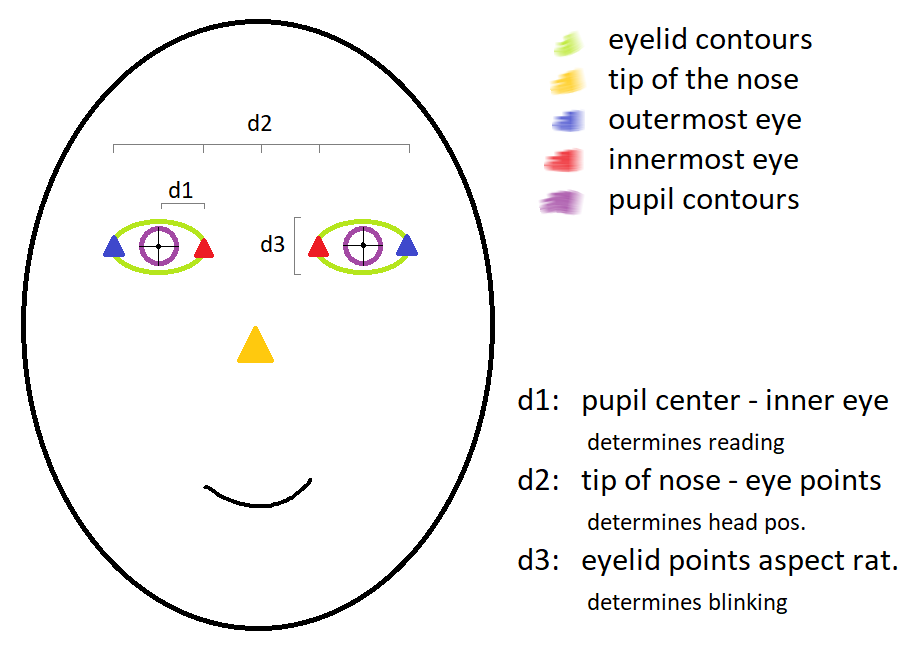 eyelid contours
tip of the nose
outermost eye
innermost eye
pupil contours
d2
d1
d3
d1: pupil center - inner eye
determines reading
d2: tip of nose - eye points
determines head pos.
d3: eyelid points aspect rat.
determines blinking